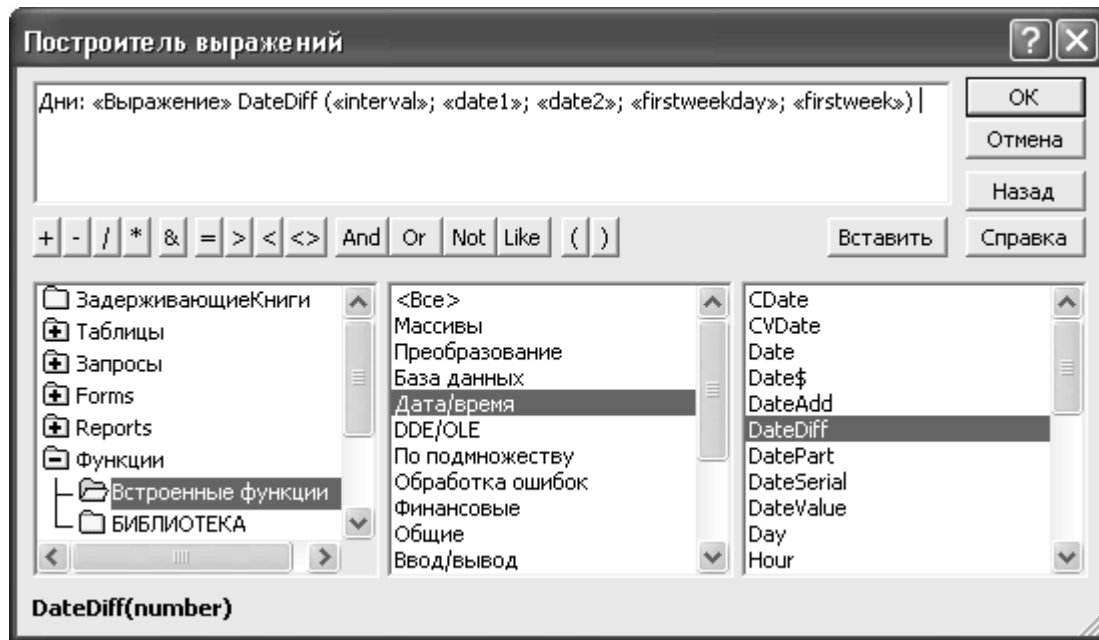 Построитель выражений
Дни: «Выражение» DateDiff («interval»; «date1»; «date2»; «firstweekday»; «firstweek»)
ОК
Отмена
Назад
+ - / * & = > < <> And Or Not Like ( ) Вставить Справка
ЗадерживающиеКниги
Таблицы
Запросы
Forms
Reports
Функции
Встроенные функции
БИБЛИОТЕКА
<Все>
Массивы
Преобразование
База данных
Дата/время
DDE/OLE
По подмножеству
Обработка ошибок
Финансовые
Общие
Ввод/вывод
CDate
CVDate
Date
Date$
DateAdd
DateDiff
DatePart
DateSerial
DateValue
Day
Hour
DateDiff(number)